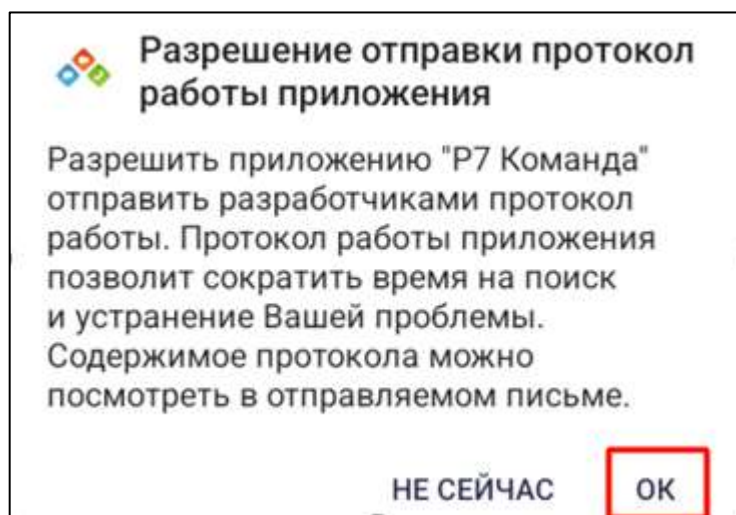 Разрешение отправки протокол
работы приложения
Разрешить приложению "Р7 Команда"
отправить разработчиками протокол
работы. Протокол работы приложения
позволит сократить время на поиск
и устранение Вашей проблемы.
Содержимое протокола можно
посмотреть в отправляемом письме.
НЕ СЕЙЧАС ОК